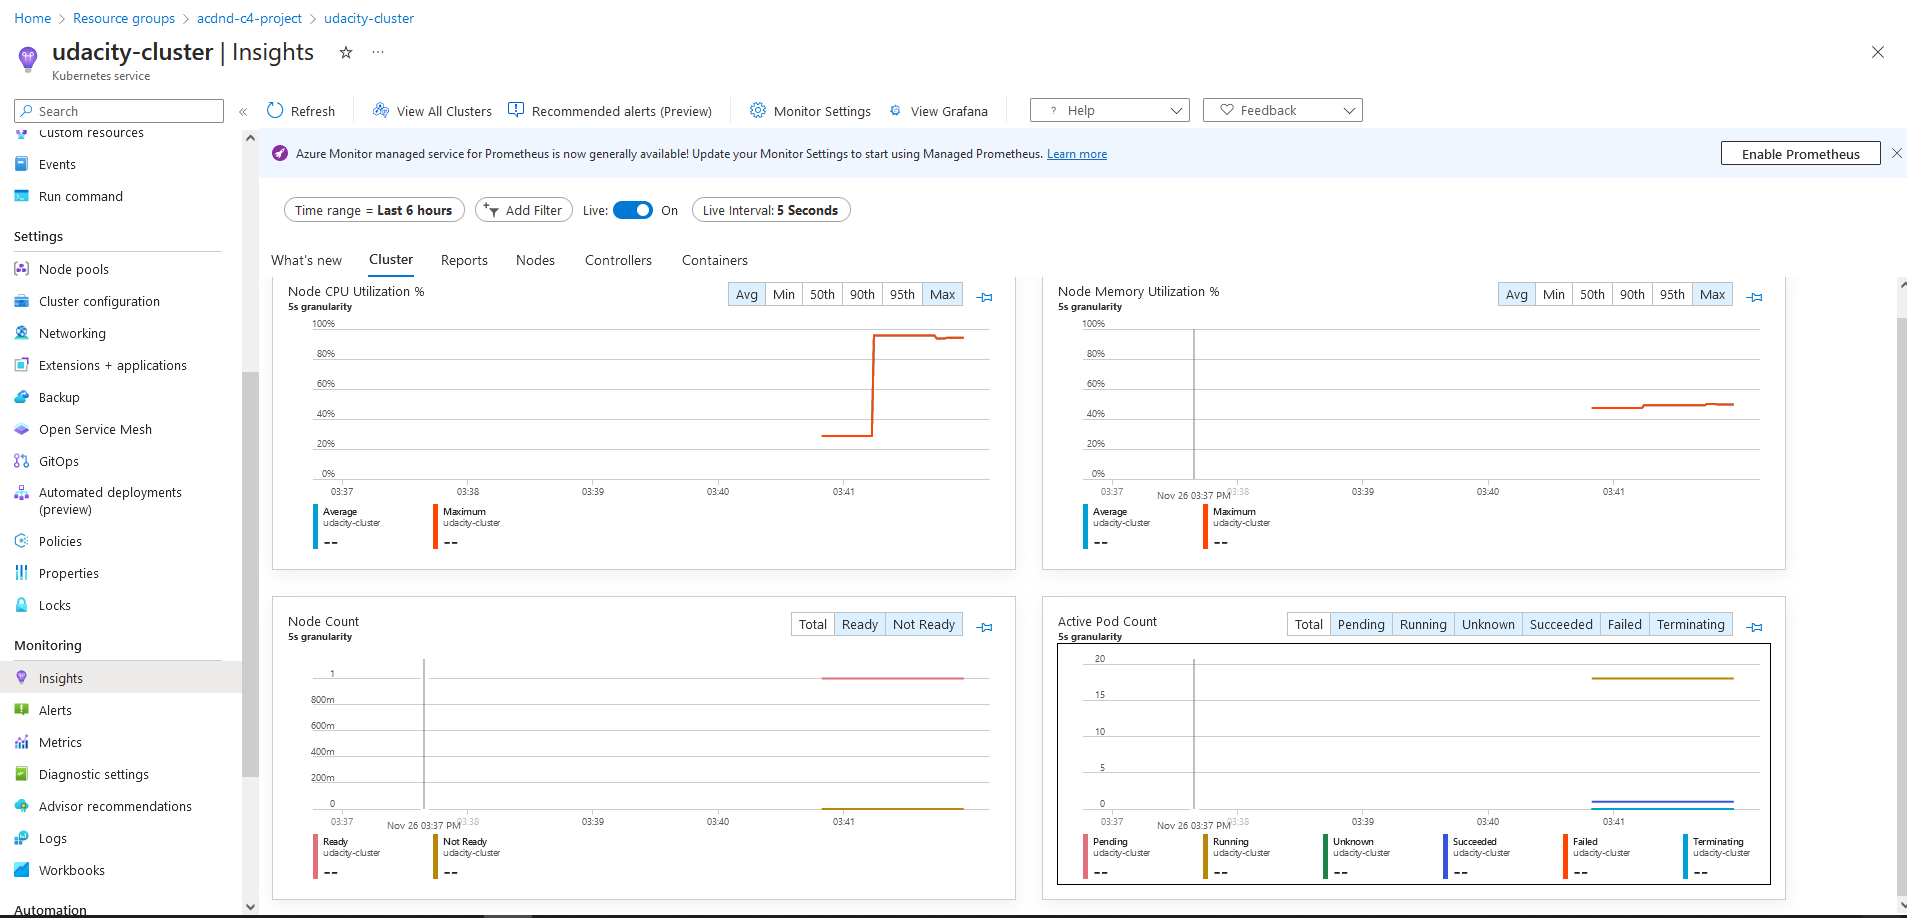 Home > Resource groups > acdnd-c4-project > udacity-cluster
udacity-cluster | Insights
Kubernetes service
Search
Refresh
View All Clusters
Recommended alerts (Preview)
Monitor Settings
View Grafana
? Help
Feedback
Custom resources
Events
Run command
Settings
Node pools
Cluster configuration
Networking
Extensions + applications
Backup
Open Service Mesh
GitOps
Automated deployments
(preview)
Policies
Properties
Locks
Monitoring
Insights
Alerts
Metrics
Diagnostic settings
Advisor recommendations
Logs
Workbooks
Automation
Azure Monitor managed service for Prometheus is now generally available! Update your Monitor Settings to start using Managed Prometheus. Learn more
Enable Prometheus
Time range = Last 6 hours
Add Filter
Live: On
Live Interval: 5 Seconds
What's new Cluster Reports Nodes Controllers Containers
Node CPU Utilization %
5s granularity
Avg Min 50th 90th 95th Max
100%
80%
60%
40%
20%
0%
03:37 03:38 03:39 03:40 03:41
Average
udacity-cluster
--
Maximum
udacity-cluster
--
Node Memory Utilization %
5s granularity
Avg Min 50th 90th 95th Max
100%
80%
60%
40%
20%
0%
03:37 03:38 03:39 03:40 03:41
Nov 26 03:37 PM
Average
udacity-cluster
--
Maximum
udacity-cluster
--
Node Count
5s granularity
Total Ready Not Ready
1
800m
600m
400m
200m
0
03:37 03:38 03:39 03:40 03:41
Nov 26 03:37 PM
Ready
udacity-cluster
--
Not Ready
udacity-cluster
--
Active Pod Count
5s granularity
Total Pending Running Unknown Succeeded Failed Terminating
20
15
10
5
0
03:37 03:38 03:39 03:40 03:41
Nov 26 03:37 PM
Pending
udacity-cluster
--
Running
udacity-cluster
--
Unknown
udacity-cluster
--
Succeeded
udacity-cluster
--
Failed
udacity-cluster
--
Terminating
udacity-cluster
--